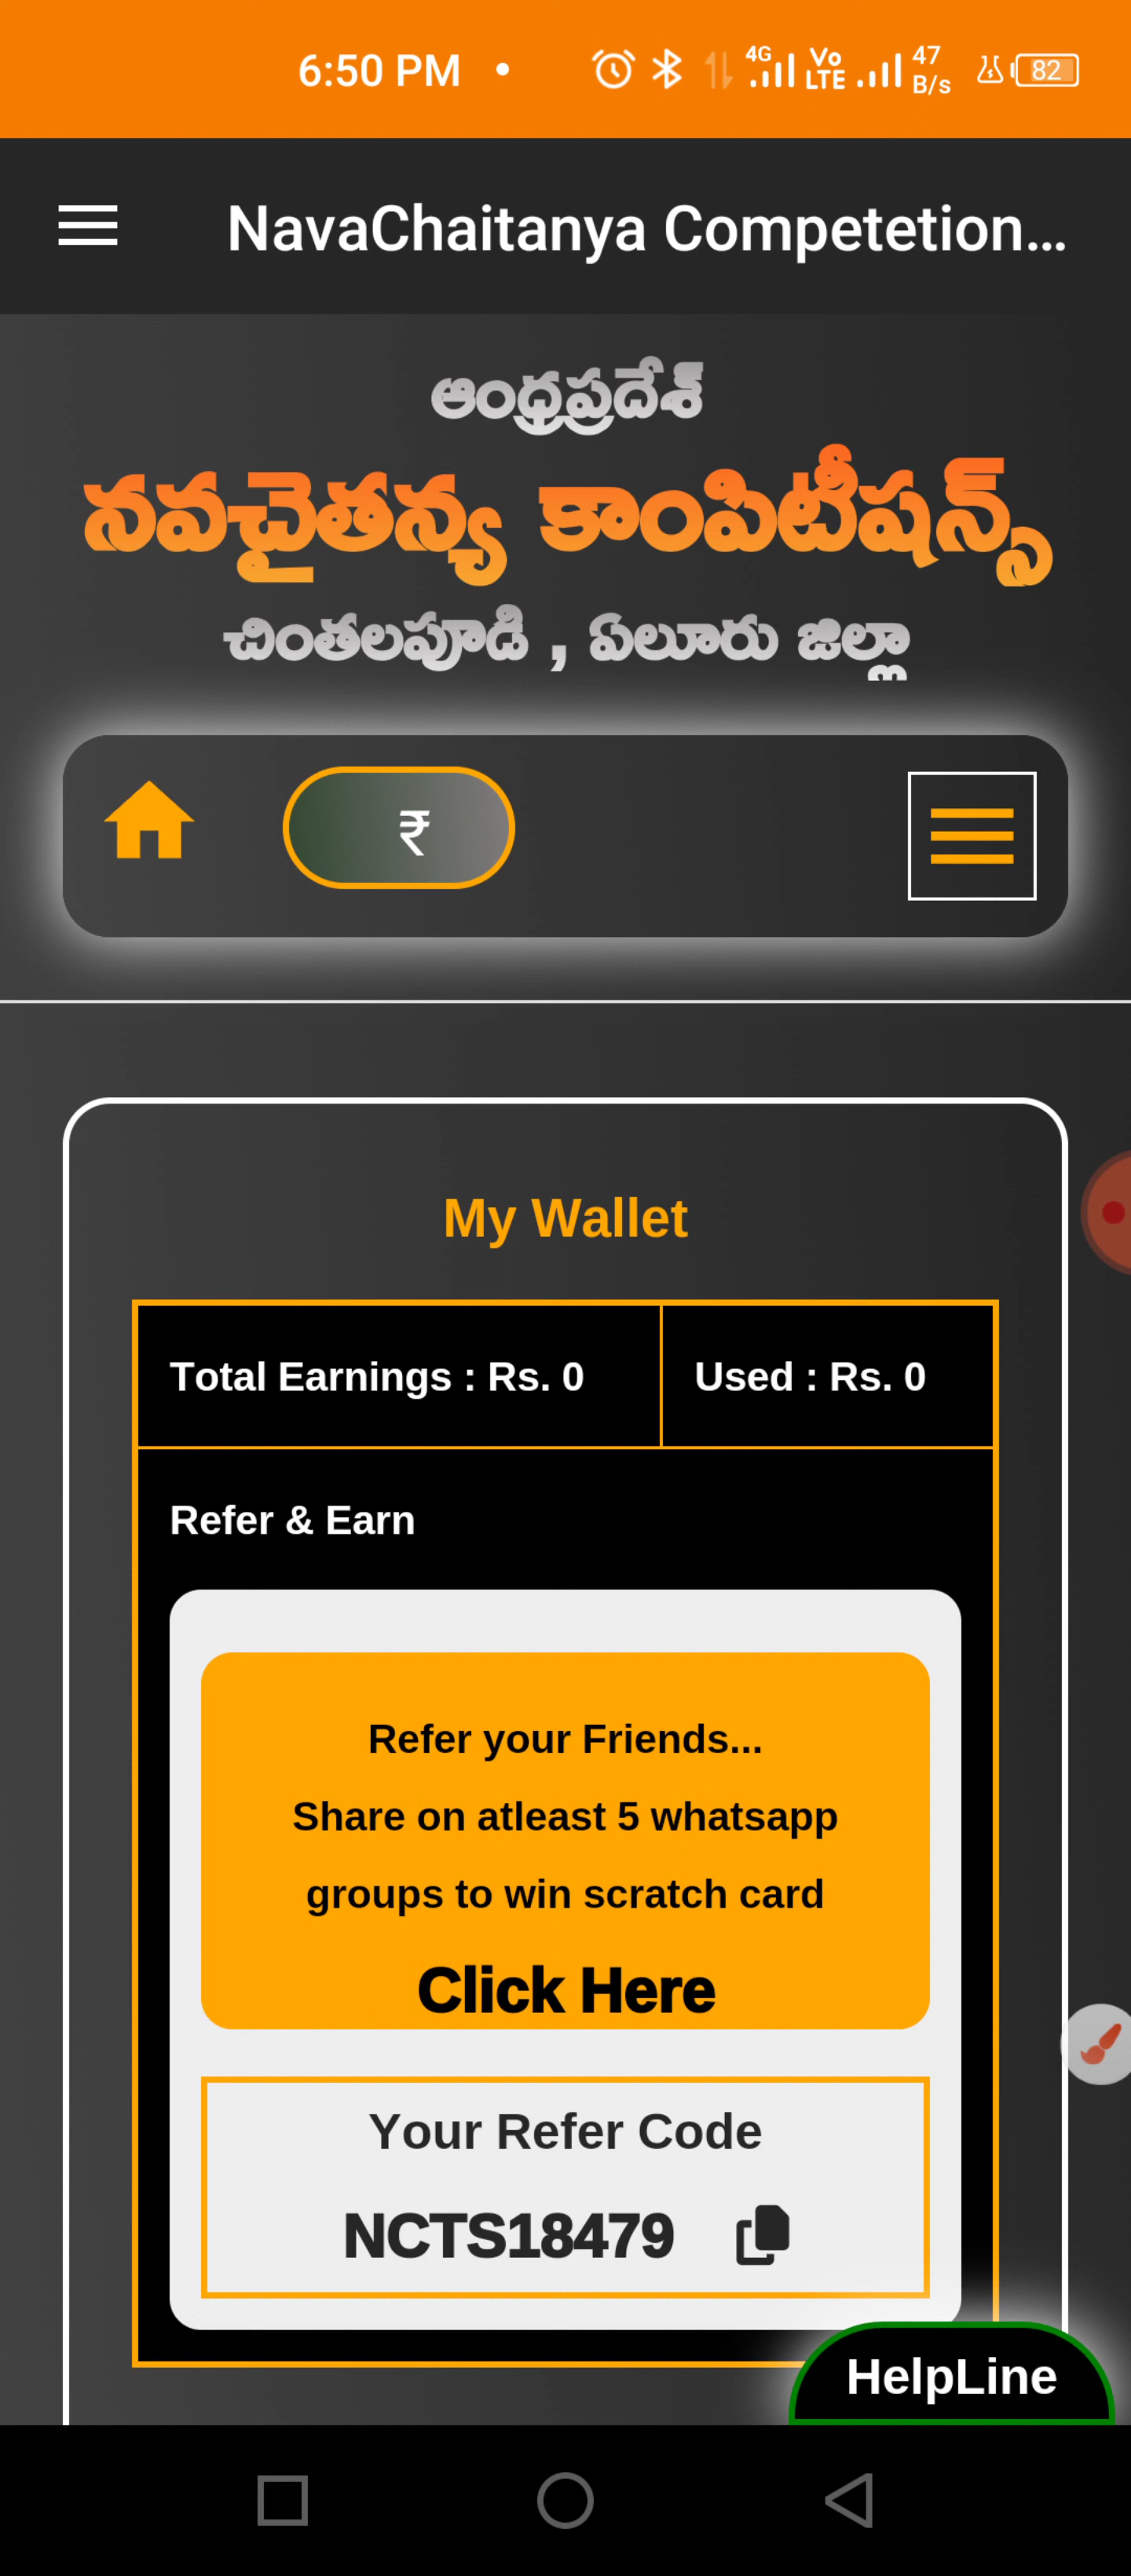 6:50 PM • 4G Vo LTE 47 B/s 82
NavaChaitanya Competetion...
ఆంధ్రప్రదేశ్
నవచైతన్య కాంపిటీషన్స్
చింతలపూడి , ఏలూరు జిల్లా
₹
My Wallet
Total Earnings : Rs. 0 Used : Rs. 0
Refer & Earn
Refer your Friends...
Share on atleast 5 whatsapp
groups to win scratch card
Click Here
Your Refer Code
NCTS18479
HelpLine